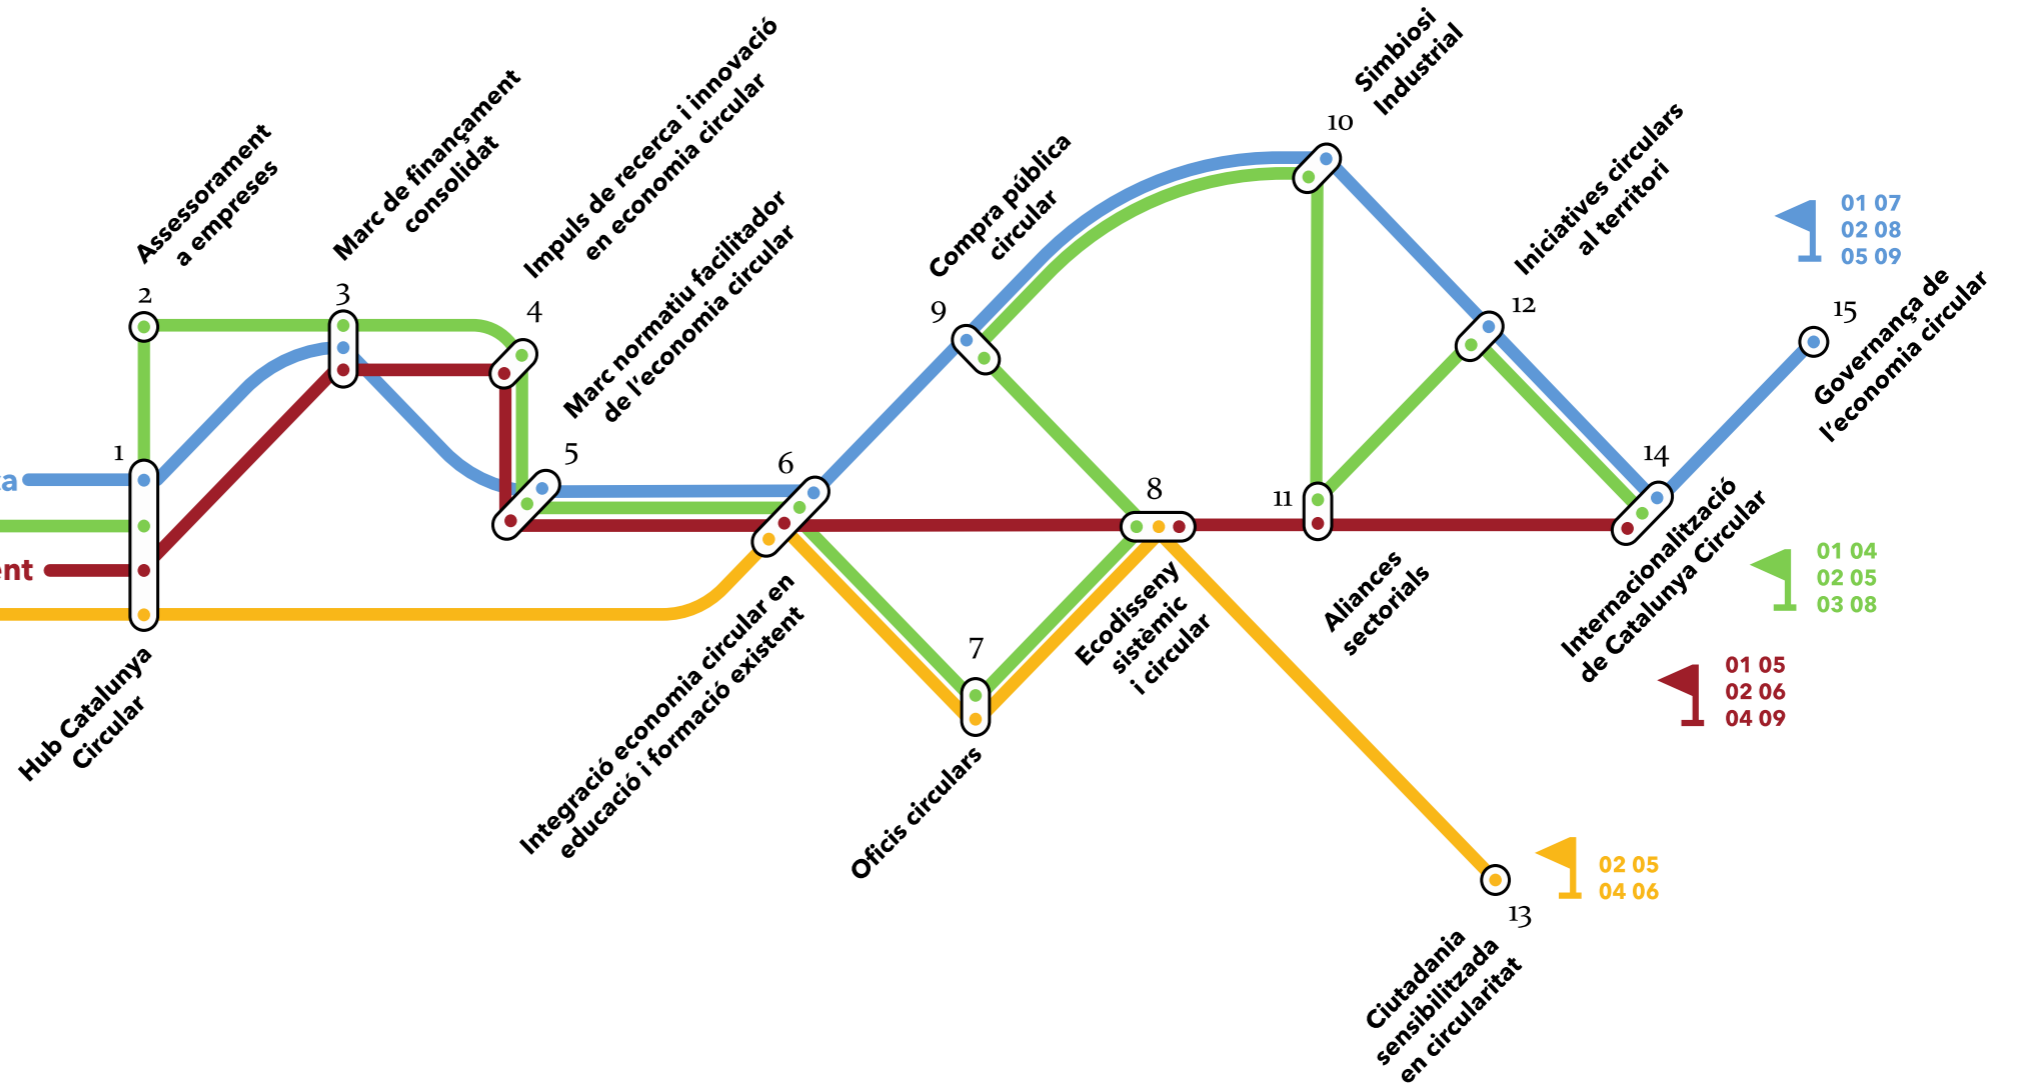 Simbiosi
Industrial
10
Impuls de recerca i innovació
en economia circular
Marc de finançament
consolidat
Assessorament
a empreses
Compra pública
circular
Iniciatives circulars
al territori
Marc normatiu facilitador
de l'economia circular
01 07
02 08
05 09
2
3
4
9
12
15
Governança de
l'economia circular
1
5
6
8
11
14
ent
Internacionalització
de Catalunya Circular
01 04
02 05
03 08
Aliances
sectorials
Ecodisseny
sistèmic
i circular
7
01 05
02 06
04 09
Hub Catalunya
Circular
Integració economia circular en
educació i formació existent
Oficis circulars
02 05
04 06
13
Ciutadania
sensibilitzada
en circularitat